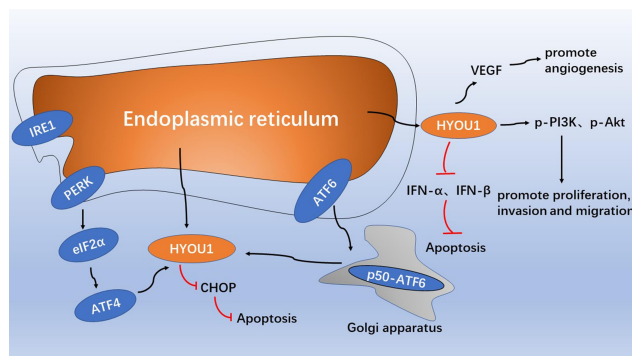 promote
angiogenesis
VEGF
IRE1
Endoplasmic reticulum
HYOU1
p-PI3K、p-Akt
PERK
ATF6
IFN-α、IFN-β
promote proliferation,
invasion and migration
eIF2α
HYOU1
Apoptosis
p50-ATF6
CHOP
ATF4
Apoptosis
Golgi apparatus